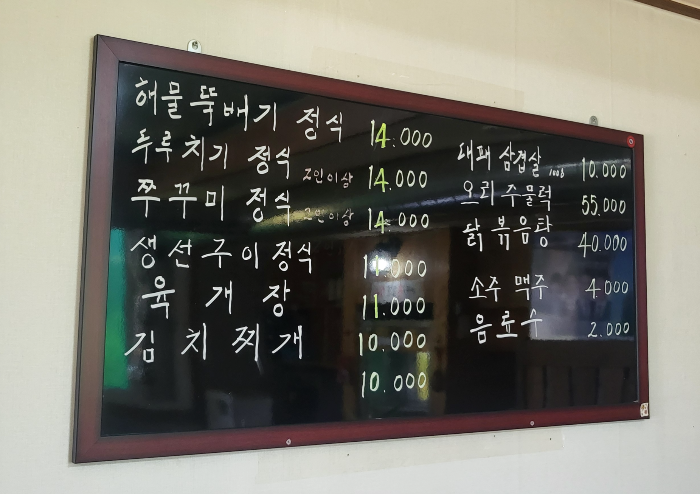 해물뚝배기 정식 14.000
두루치기 정식 2인이상 14.000
쭈꾸미 정식 2인이상 14.000
생선구이정식 11.000
육개장 11.000
김치찌개 10.000
10.000
대패 삼겹살 100g 10.000
오리 주물럭 55.000
닭 볶음탕 40.000
소주 맥주 4.000
음료수 2.000